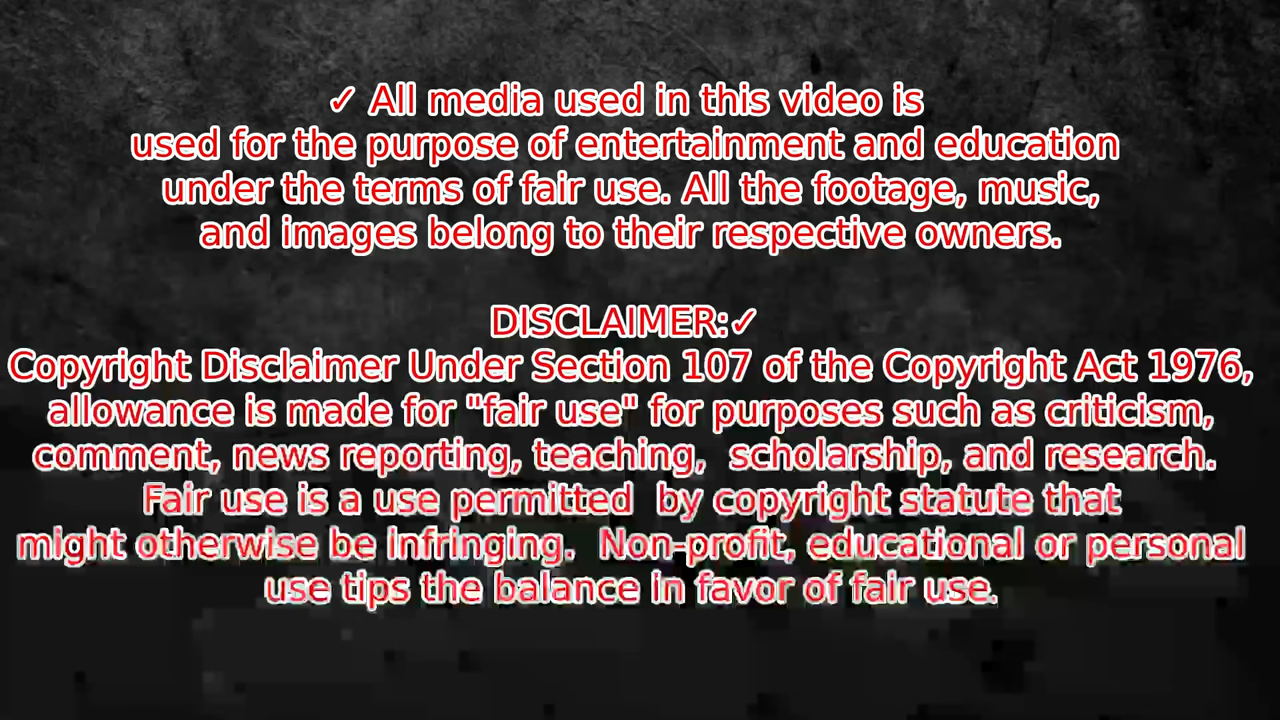 ✓ All media used in this video is
used for the purpose of entertainment and education
under the terms of fair use. All the footage, music,
and images belong to their respective owners.
DISCLAIMER:✓
Copyright Disclaimer Under Section 107 of the Copyright Act 1976,
allowance is made for "fair use" for purposes such as criticism,
comment, news reporting, teaching,  scholarship, and research.
Fair use is a use permitted  by copyright statute that
might otherwise be infringing.  Non-profit, educational or personal
use tips the balance in favor of fair use.